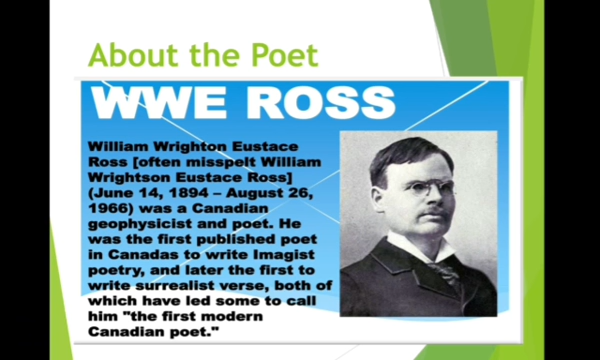 About the Poet
WWE ROSS
William Wrighton Eustace
Ross [often misspelt William
Wrightson Eustace Ross]
(June 14, 1894 – August 26,
1966) was a Canadian
geophysicist and poet. He
was the first published poet
in Canadas to write Imagist
poetry, and later the first to
write surrealist verse, both of
which have led some to call
him "the first modern
Canadian poet."